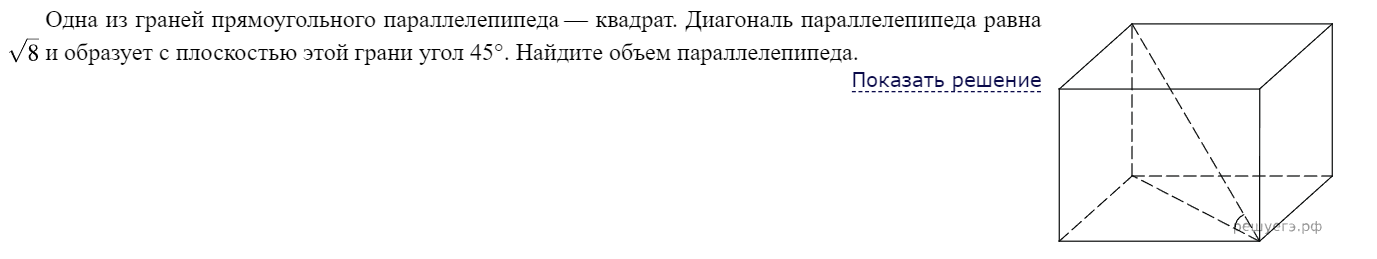 Одна из граней прямоугольного параллелепипеда — квадрат. Диагональ параллелепипеда равна
√8 и образует с плоскостью этой грани угол 45°. Найдите объем параллелепипеда.
Показать решение
решуегэ.рф